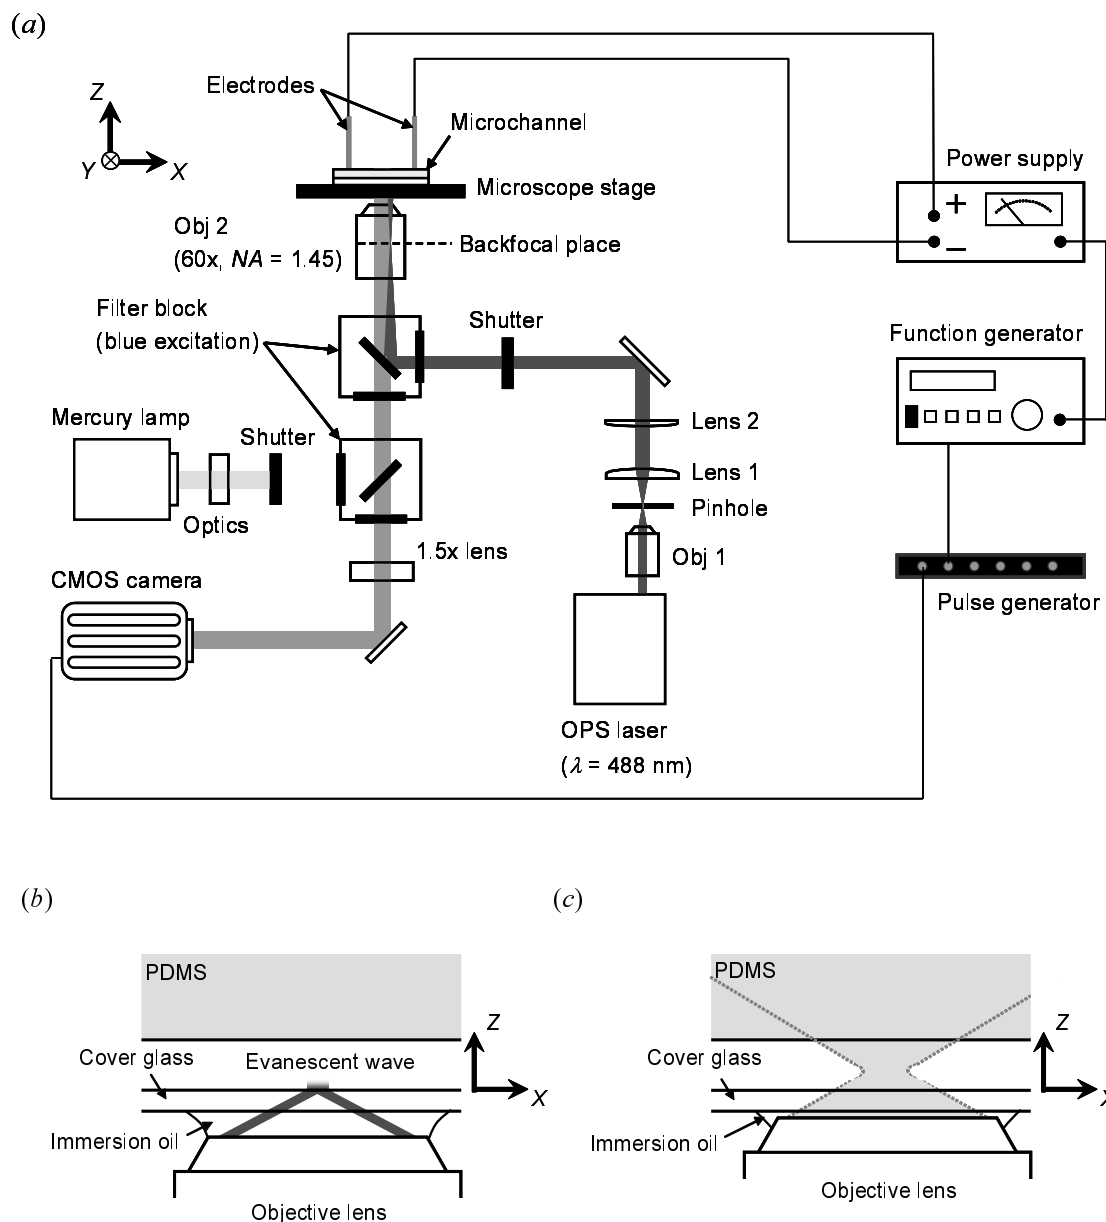 (a)
Z
Y
X
Electrodes
Microchannel
Microscope stage
Obj 2
(60x, NA = 1.45)
Backfocal place
Power supply
+
−
Filter block
(blue excitation)
Shutter
Function generator
Mercury lamp
Shutter
Optics
Lens 2
Lens 1
Pinhole
Obj 1
1.5x lens
CMOS camera
Pulse generator
OPS laser
(λ = 488 nm)
(b)
PDMS
Z
Cover glass
Evanescent wave
X
Immersion oil
Objective lens
(c)
PDMS
Z
Cover glass
X
Immersion oil
Objective lens